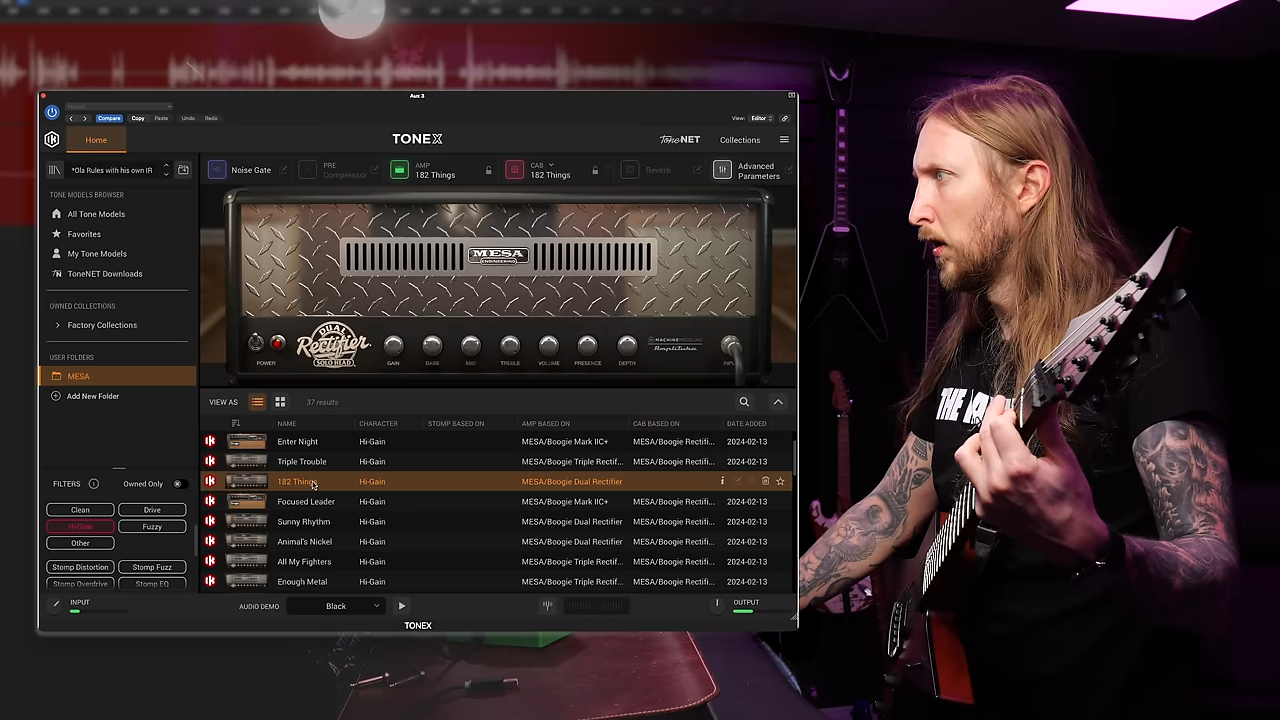 Aux 3
Compare Copy Paste Undo Redo View: Editor
Home TONEX ToneNET Collections
*Ola Rules with his own IR
Noise Gate
PRE
Compressor
AMP
182 Things
CAB
182 Things
Reverb
Advanced
Parameters
TONE MODELS BROWSER
All Tone Models
Favorites
My Tone Models
ToneNET Downloads
OWNED COLLECTIONS
Factory Collections
USER FOLDERS
MESA
Add New Folder
FILTERS Owned Only
Clean Drive
Hi-Gain Fuzzy
Other
Stomp Distortion Stomp Fuzz
Stomp Overdrive Stomp EQ
MESA
ENGINEERING
DUAL
Rectifier
SOLO HEAD
POWER GAIN BASS MID TREBLE VOLUME PRESENCE DEPTH
AmpliTube
VIEW AS 37 results
NAME CHARACTER STOMP BASED ON AMP BASED ON CAB BASED ON DATE ADDED
Enter Night Hi-Gain MESA/Boogie Mark IIC+ MESA/Boogie Rectifi... 2024-02-13
Triple Trouble Hi-Gain MESA/Boogie Triple Rectif... MESA/Boogie Rectifi... 2024-02-13
182 Things Hi-Gain MESA/Boogie Dual Rectifier
Focused Leader Hi-Gain MESA/Boogie Mark IIC+ MESA/Boogie Rectifi... 2024-02-13
Sunny Rhythm Hi-Gain MESA/Boogie Dual Rectifier MESA/Boogie Rectifi... 2024-02-13
Animal's Nickel Hi-Gain MESA/Boogie Dual Rectifier MESA/Boogie Rectifi... 2024-02-13
All My Fighters Hi-Gain MESA/Boogie Triple Rectif... MESA/Boogie Rectifi... 2024-02-13
Enough Metal Hi-Gain MESA/Boogie Triple Rectif... MESA/Boogie Rectifi... 2024-02-13
INPUT AUDIO DEMO Black OUTPUT
TONEX
THE